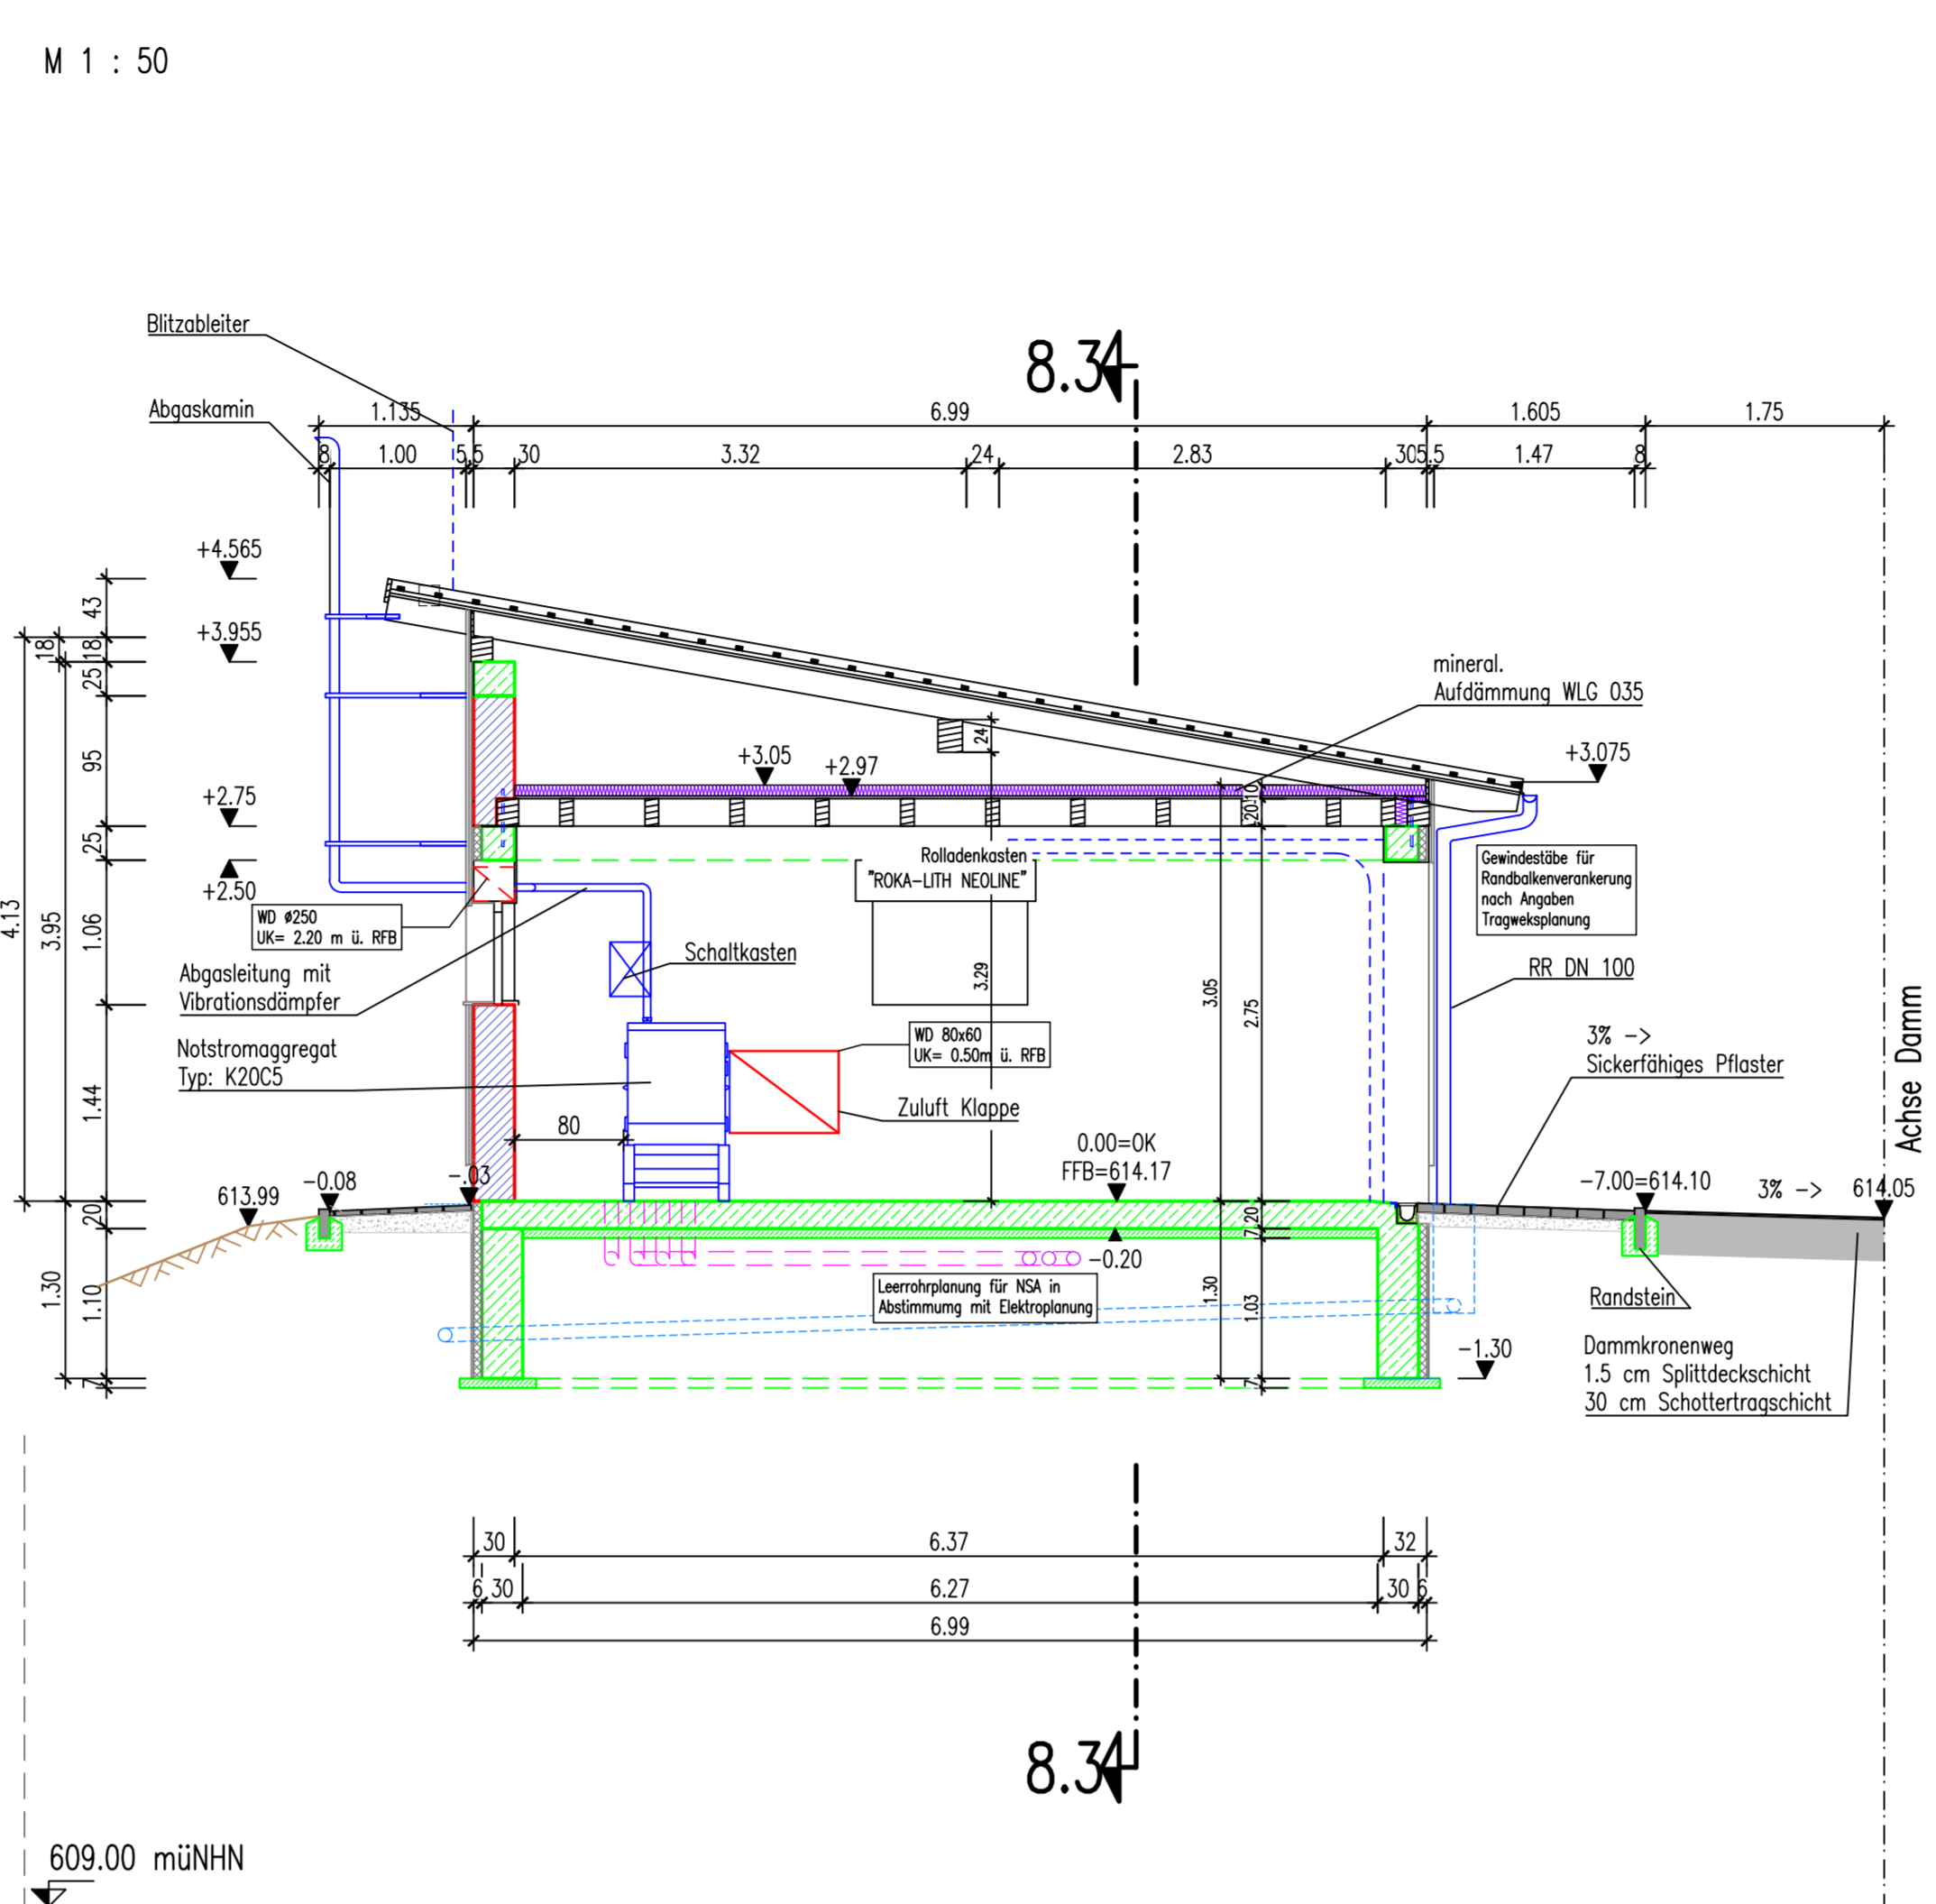 M 1 : 50
Blitzableiter
Abgaskamin
8.34
1.135
6.99
1.605
1.75
8
1.00
5.5
30
3.32
24
2.83
30
5.5
1.47
8
+4.565
+3.955
+2.75
+2.50
43
18
18
25
95
25
1.06
1.44
20
1.10
7
4.13
3.95
1.30
mineral.
Aufdämmung WLG 035
+3.05
+2.97
+3.075
24
10
20
Rolladenkasten
"ROKA-LITH NEOLINE"
Gewindestäbe für
Randbalkenverankerung
nach Angaben
Tragweksplanung
WD ø250
UK= 2.20 m ü. RFB
Abgasleitung mit
Vibrationsdämpfer
Schaltkasten
3.29
3.05
2.75
RR DN 100
Notstromaggregat
Typ: K20C5
WD 80x60
UK= 0.50m ü. RFB
Zuluft Klappe
3% ->
Sickerfähiges Pflaster
Achse Damm
80
0.00=OK
FFB=614.17
613.99
-0.08
-.03
-7.00=614.10
3% ->
614.05
20
7
-0.20
1.30
1.03
7
Leerrohrplanung für NSA in
Abstimmumg mit Elektroplanung
Randstein
-1.30
Dammkronenweg
1.5 cm Splittdeckschicht
30 cm Schottertragschicht
30
6.37
32
6
30
6.27
30
6
6.99
8.34
609.00 müNHN